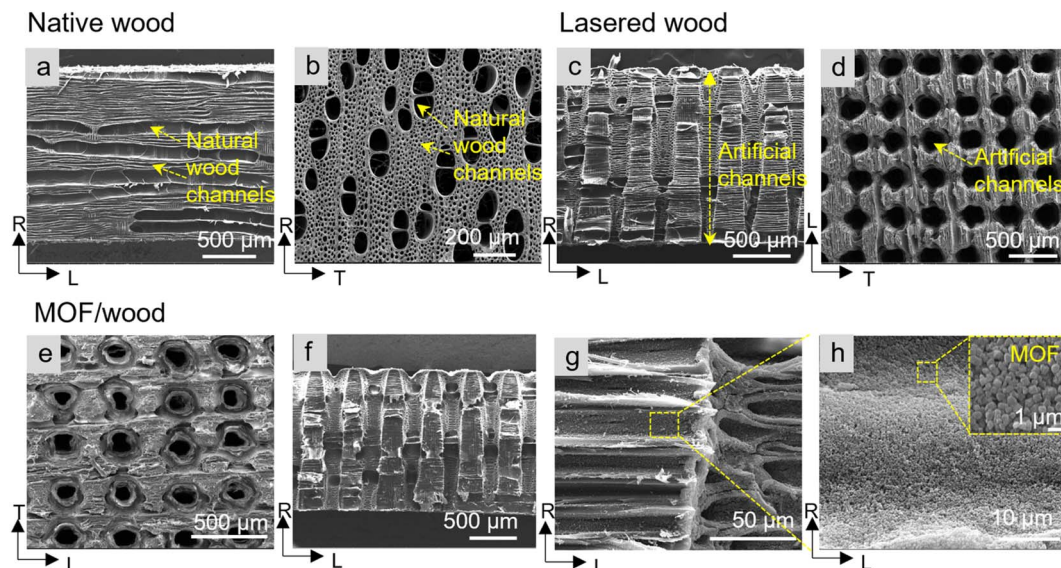 Native wood
Lasered wood
a
Natural
wood
channels
500 µm
R
L
b
Natural
wood
channels
200 µm
R
T
c
Artificial
channels
500 µm
R
L
d
Artificial
channels
500 µm
L
T
MOF/wood
e
500 µm
T
L
f
500 µm
R
L
g
50 µm
R
L
h
MOF
1 µm
10 µm
R
L